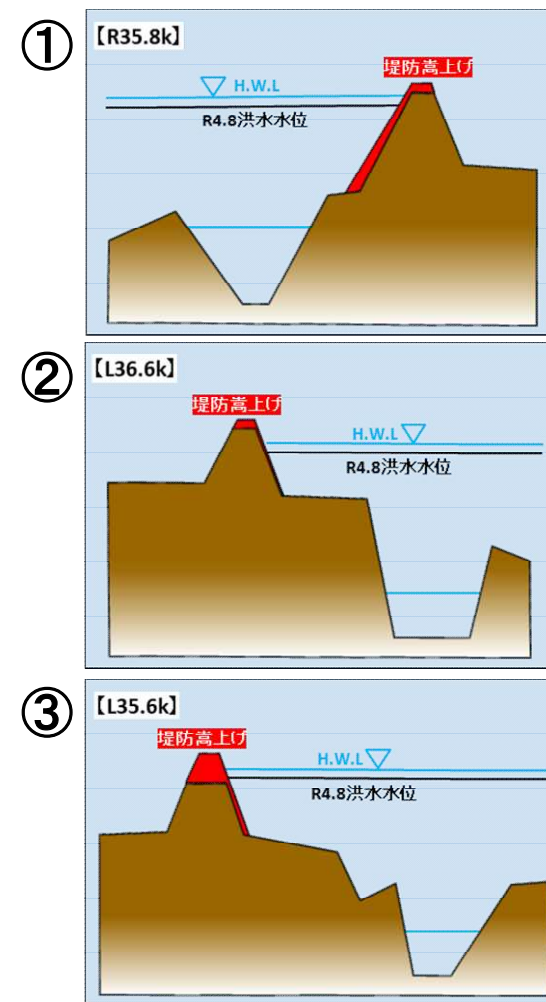 ①
【R35.8k】
堤防嵩上げ
H.W.L
R4.8洪水水位
②
【L36.6k】
堤防嵩上げ
H.W.L
R4.8洪水水位
③
【L35.6k】
堤防嵩上げ
H.W.L
R4.8洪水水位